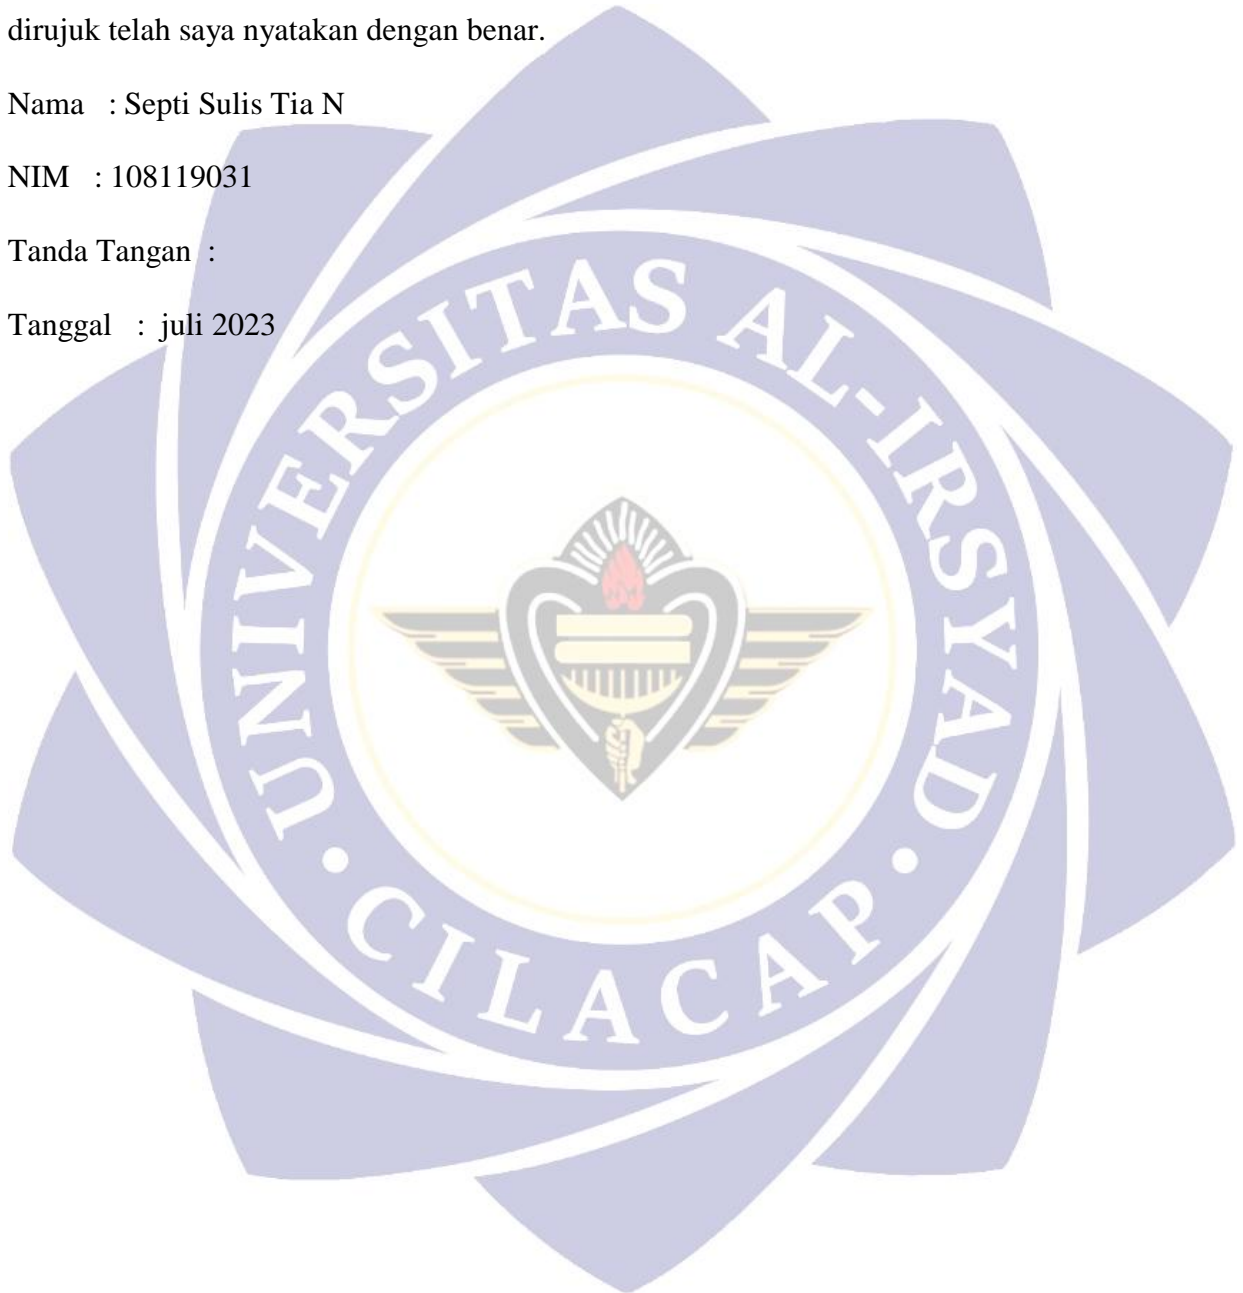 dirujuk telah saya nyatakan dengan benar.
Nama : Septi Sulis Tia N
NIM : 108119031
Tanda Tangan :
Tanggal : juli 2023
UNIVERSITAS AL-IRSYAD
CILACAP